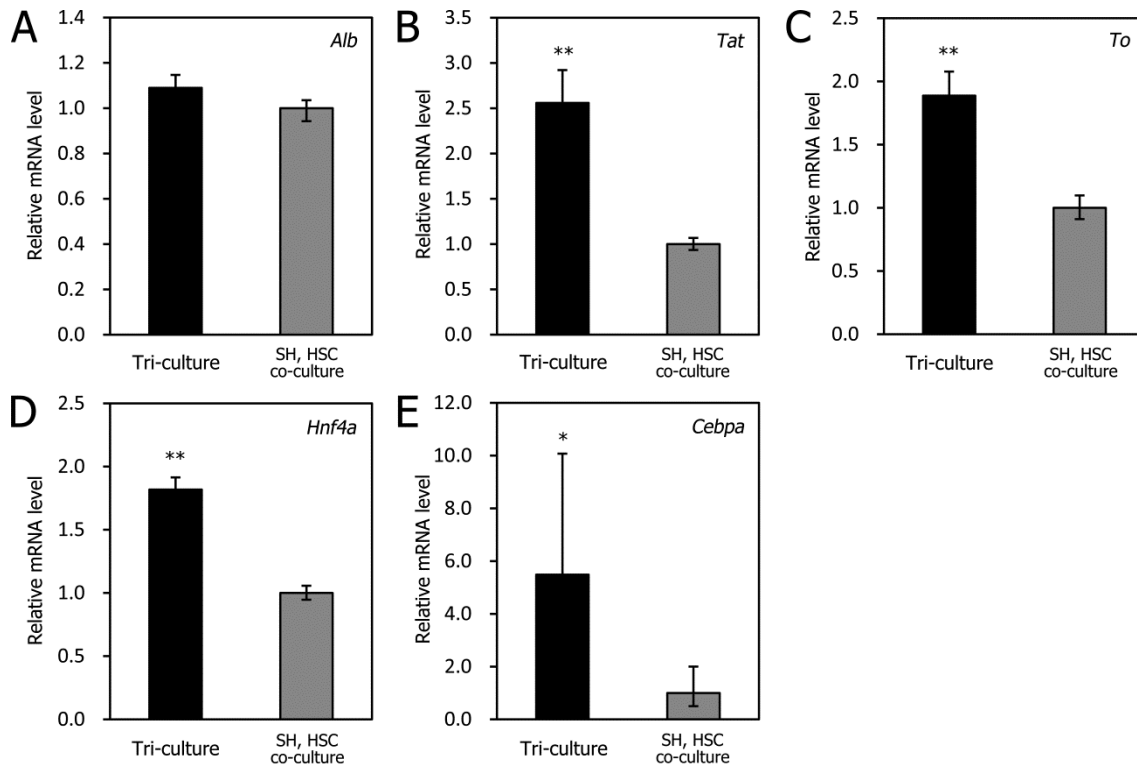 A
Alb
Relative mRNA level
1.4
1.2
1.0
0.8
0.6
0.4
0.2
0.0
Tri-culture
SH, HSC
co-culture
B
Tat
**
Relative mRNA level
3.5
3.0
2.5
2.0
1.5
1.0
0.5
0.0
Tri-culture
SH, HSC
co-culture
C
To
**
Relative mRNA level
2.5
2.0
1.5
1.0
0.5
0.0
Tri-culture
SH, HSC
co-culture
D
Hnf4a
**
Relative mRNA level
2.5
2.0
1.5
1.0
0.5
0.0
Tri-culture
SH, HSC
co-culture
E
Cebpa
*
Relative mRNA level
12.0
10.0
8.0
6.0
4.0
2.0
0.0
Tri-culture
SH, HSC
co-culture